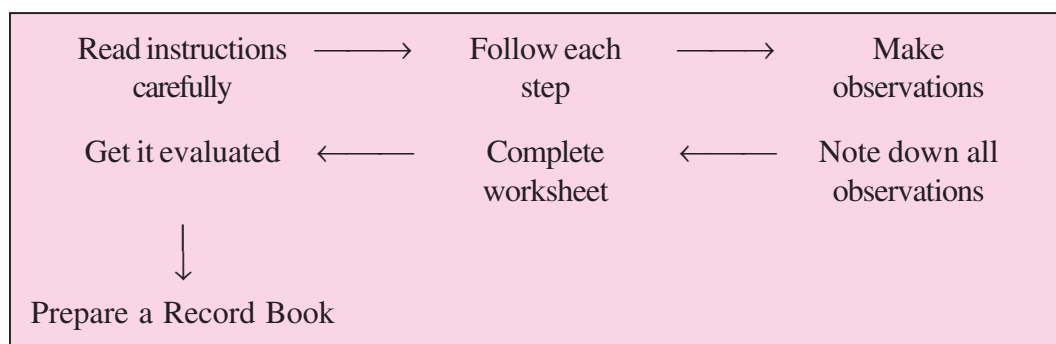 Read instructions carefully → Follow each step → Make observations
Note down all observations → Complete worksheet → Get it evaluated
↓
Prepare a Record Book